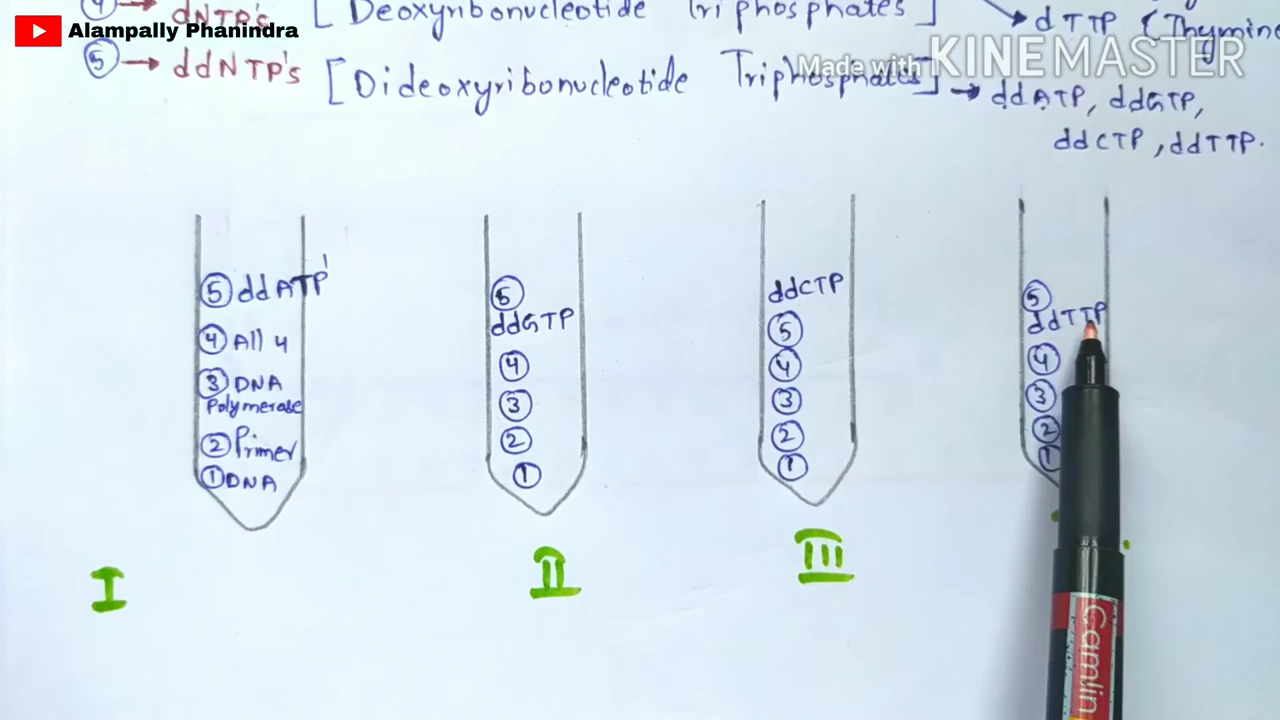 ④ → dNTP's [ Deoxyribonucleotide Triphosphates ]
→ dTTP (Thymine
Alampally Phanindra
⑤ → ddNTP's [ Dideoxyribonucleotide Triphosphates ] → ddATP, ddGTP,
ddCTP, ddTTP.
Made with KINEMASTER
⑤ ddATP'
④ All 4
③ DNA
Polymerase
② Primer
① DNA
I
⑤
ddGTP
④
③
②
①
II
ddCTP
⑤
④
③
②
①
III
⑤
ddTTP
④
③
②
①
Camlin